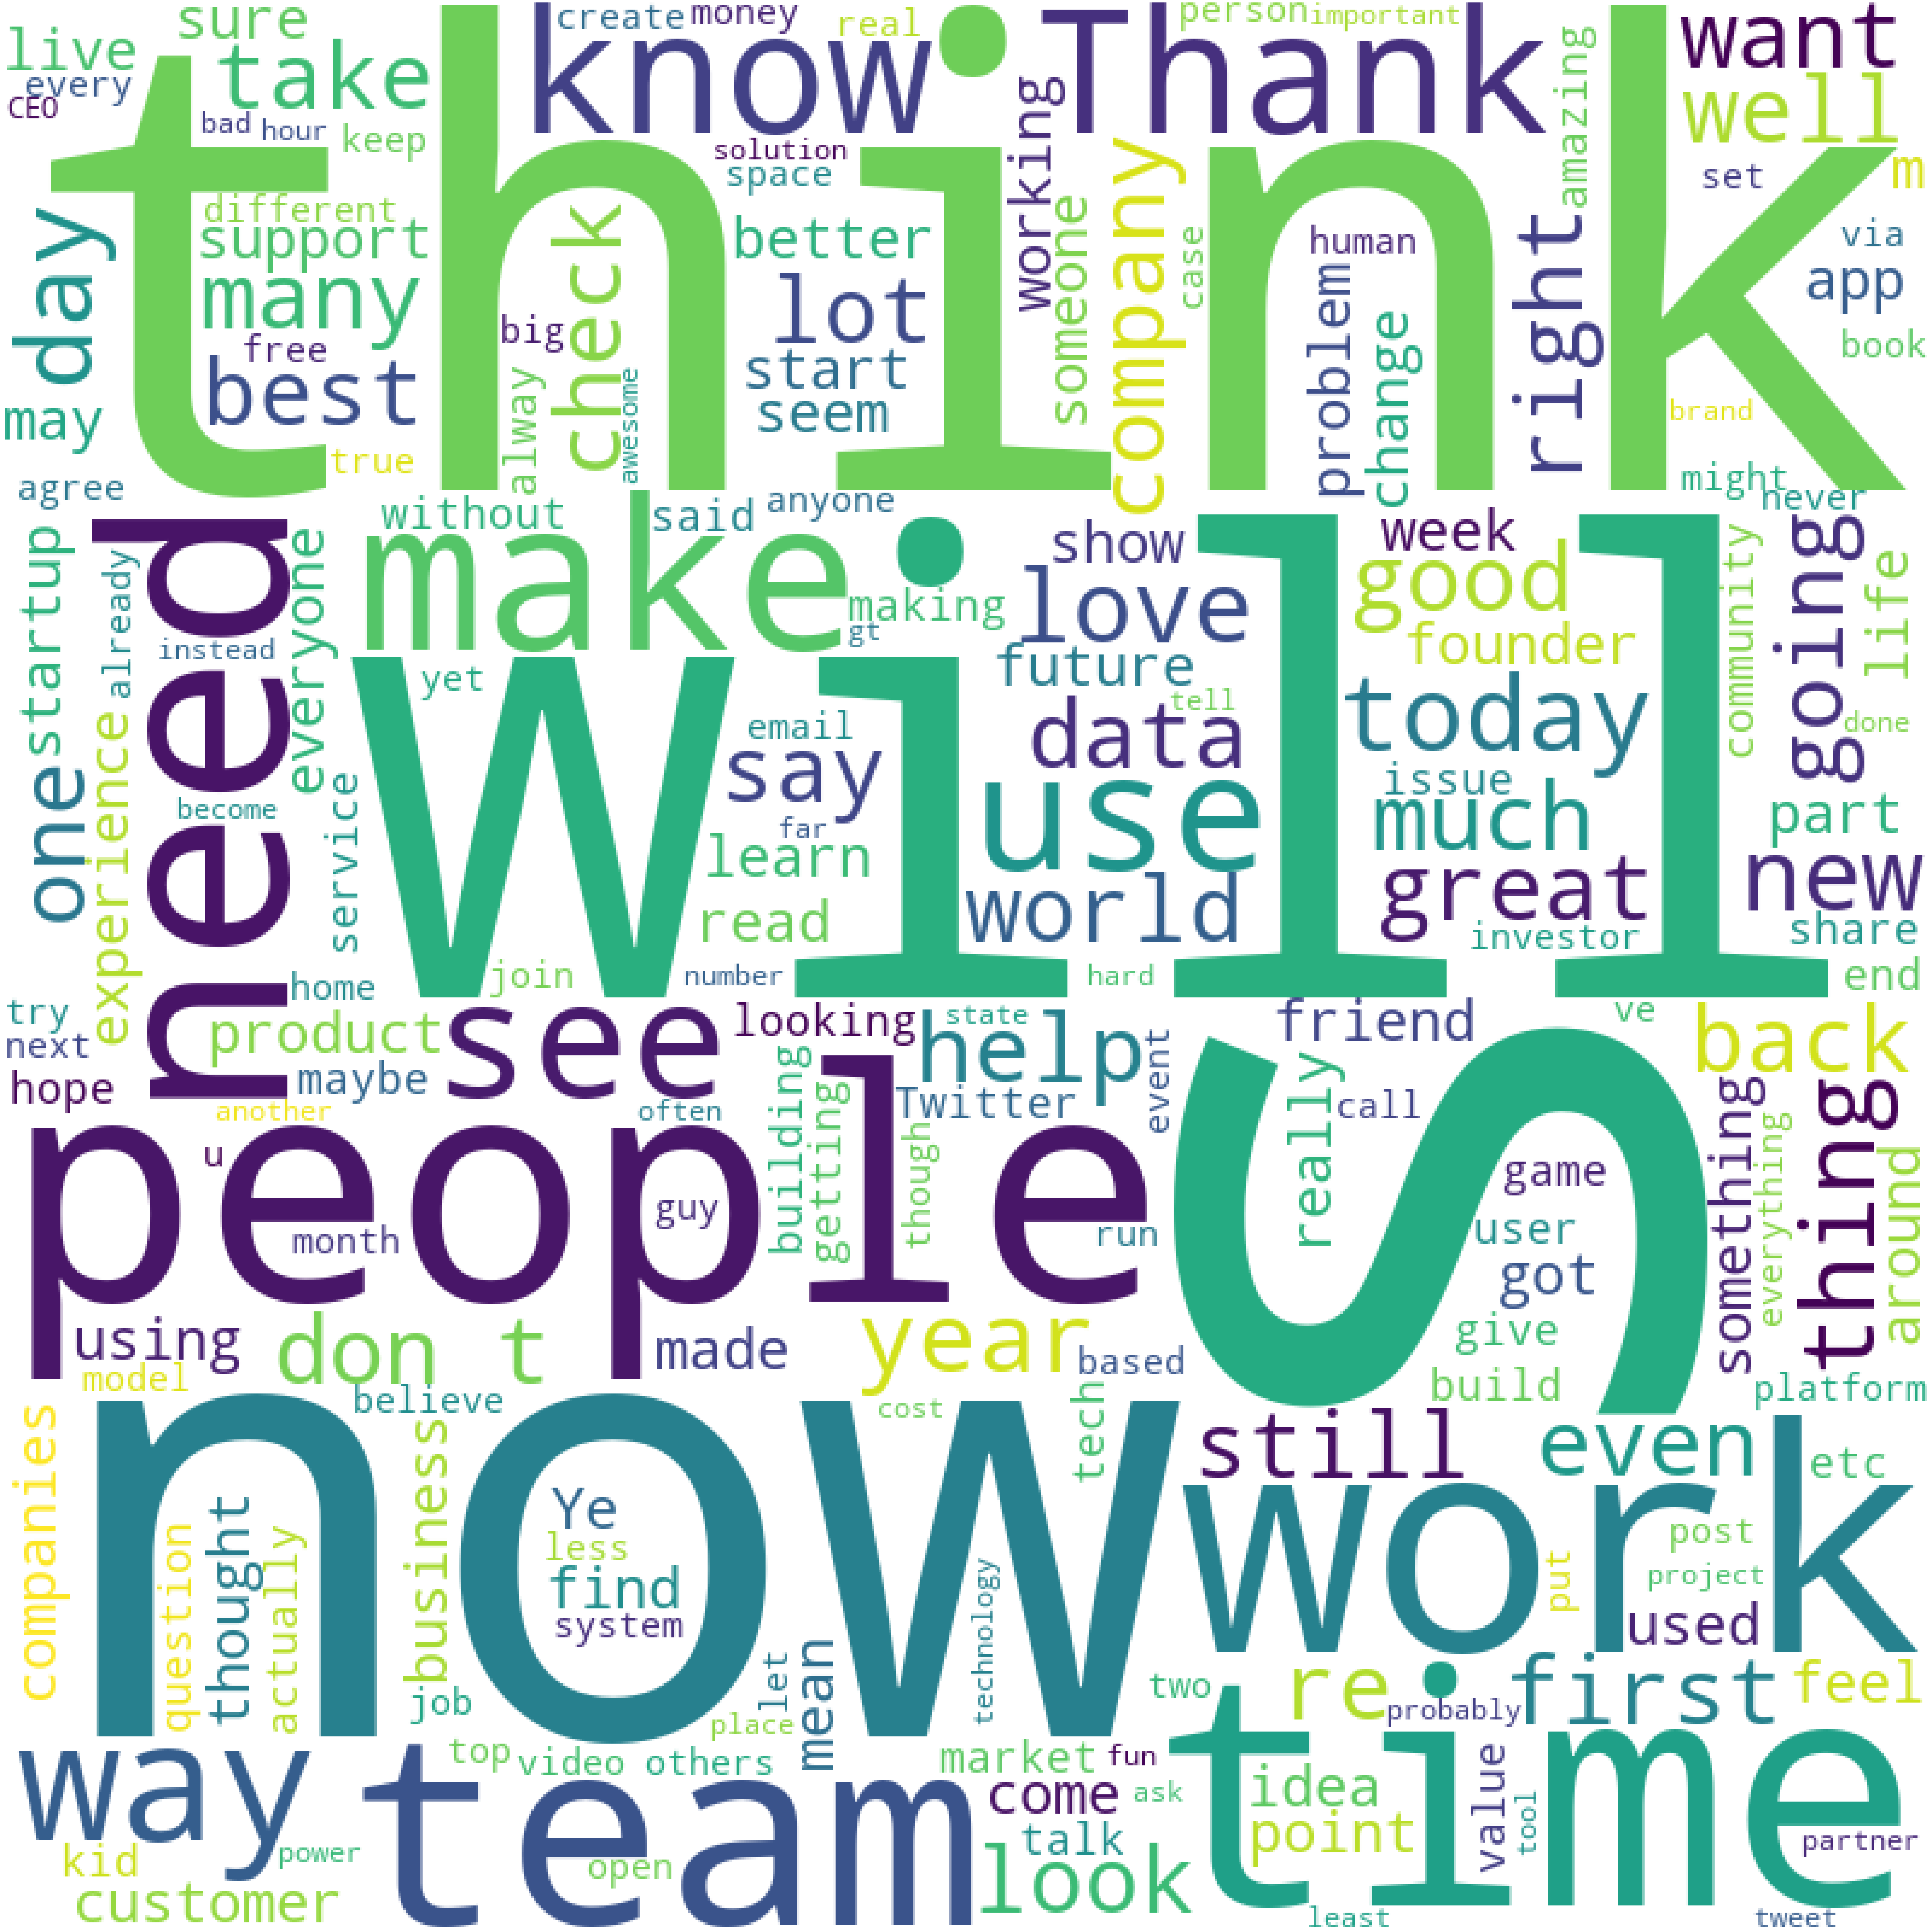 think
will
S
now
people
need
work
time
team
make
know
Thank
way
see
use
thing
right
company
day
new
going
want
well
take
live
sure
every
CEO
bad
hour
keep
create
money
real
person
important
amazing
working
solution
space
better
lot
start
seem
check
big
always
awesome
different
support
many
free
best
true
may
agree
someone
case
human
problem
change
set
m
via
app
book
brand
might
never
startup
already
instead
everyone
without
said
anyone
making
gt
show
love
future
data
tell
week
good
founder
today
issue
much
great
investor
community
life
done
part
share
end
one
experience
become
service
yet
email
say
far
learn
read
world
join
number
hard
home
try
next
hope
product
maybe
another
looking
state
help
Twitter
event
friend
call
ve
back
really
something
everything
around
game
user
got
give
build
platform
often
building
getting
though
run
u
month
guy
using
don t
made
year
based
model
believe
cost
tech
still
even
etc
companies
question
thought
actually
business
Ye
less
find
system
job
let
mean
place
technology
put
post
project
used
two
re
probably
first
feel
top
video
others
market
fun
come
ask
talk
look
idea
point
value
tool
partner
least
tweet
kid
power
customer
open